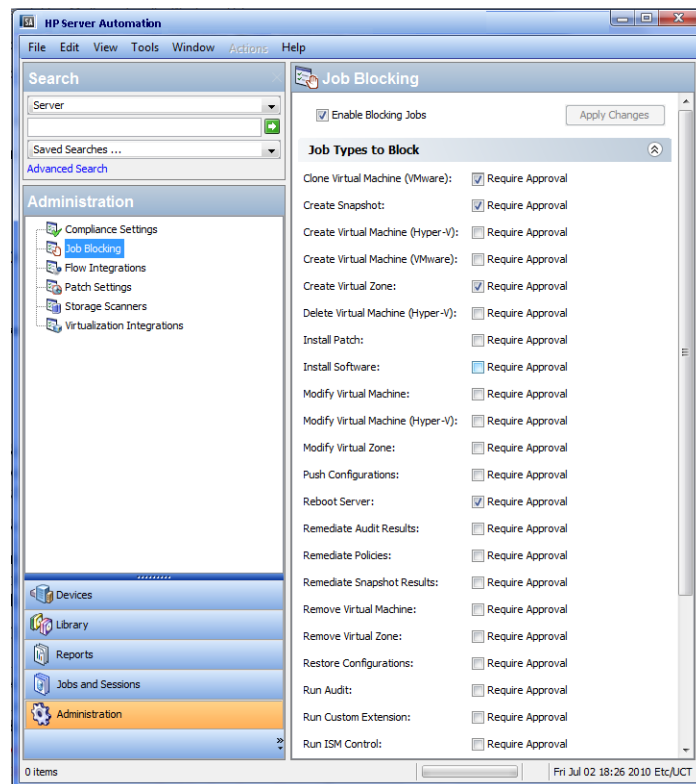 HP Server Automation
File Edit View Tools Window Actions Help
Search
Server
Saved Searches ...
Advanced Search
Administration
Compliance Settings
Job Blocking
Flow Integrations
Patch Settings
Storage Scanners
Virtualization Integrations
Devices
Library
Reports
Jobs and Sessions
Administration
Job Blocking
Enable Blocking Jobs
Apply Changes
Job Types to Block
Clone Virtual Machine (VMware): Require Approval
Create Snapshot: Require Approval
Create Virtual Machine (Hyper-V): Require Approval
Create Virtual Machine (VMware): Require Approval
Create Virtual Zone: Require Approval
Delete Virtual Machine (Hyper-V): Require Approval
Install Patch: Require Approval
Install Software: Require Approval
Modify Virtual Machine: Require Approval
Modify Virtual Machine (Hyper-V): Require Approval
Modify Virtual Zone: Require Approval
Push Configurations: Require Approval
Reboot Server: Require Approval
Remediate Audit Results: Require Approval
Remediate Policies: Require Approval
Remediate Snapshot Results: Require Approval
Remove Virtual Machine: Require Approval
Remove Virtual Zone: Require Approval
Restore Configurations: Require Approval
Run Audit: Require Approval
Run Custom Extension: Require Approval
Run ISM Control: Require Approval
0 items
Fri Jul 02 18:26 2010 Etc/UCT